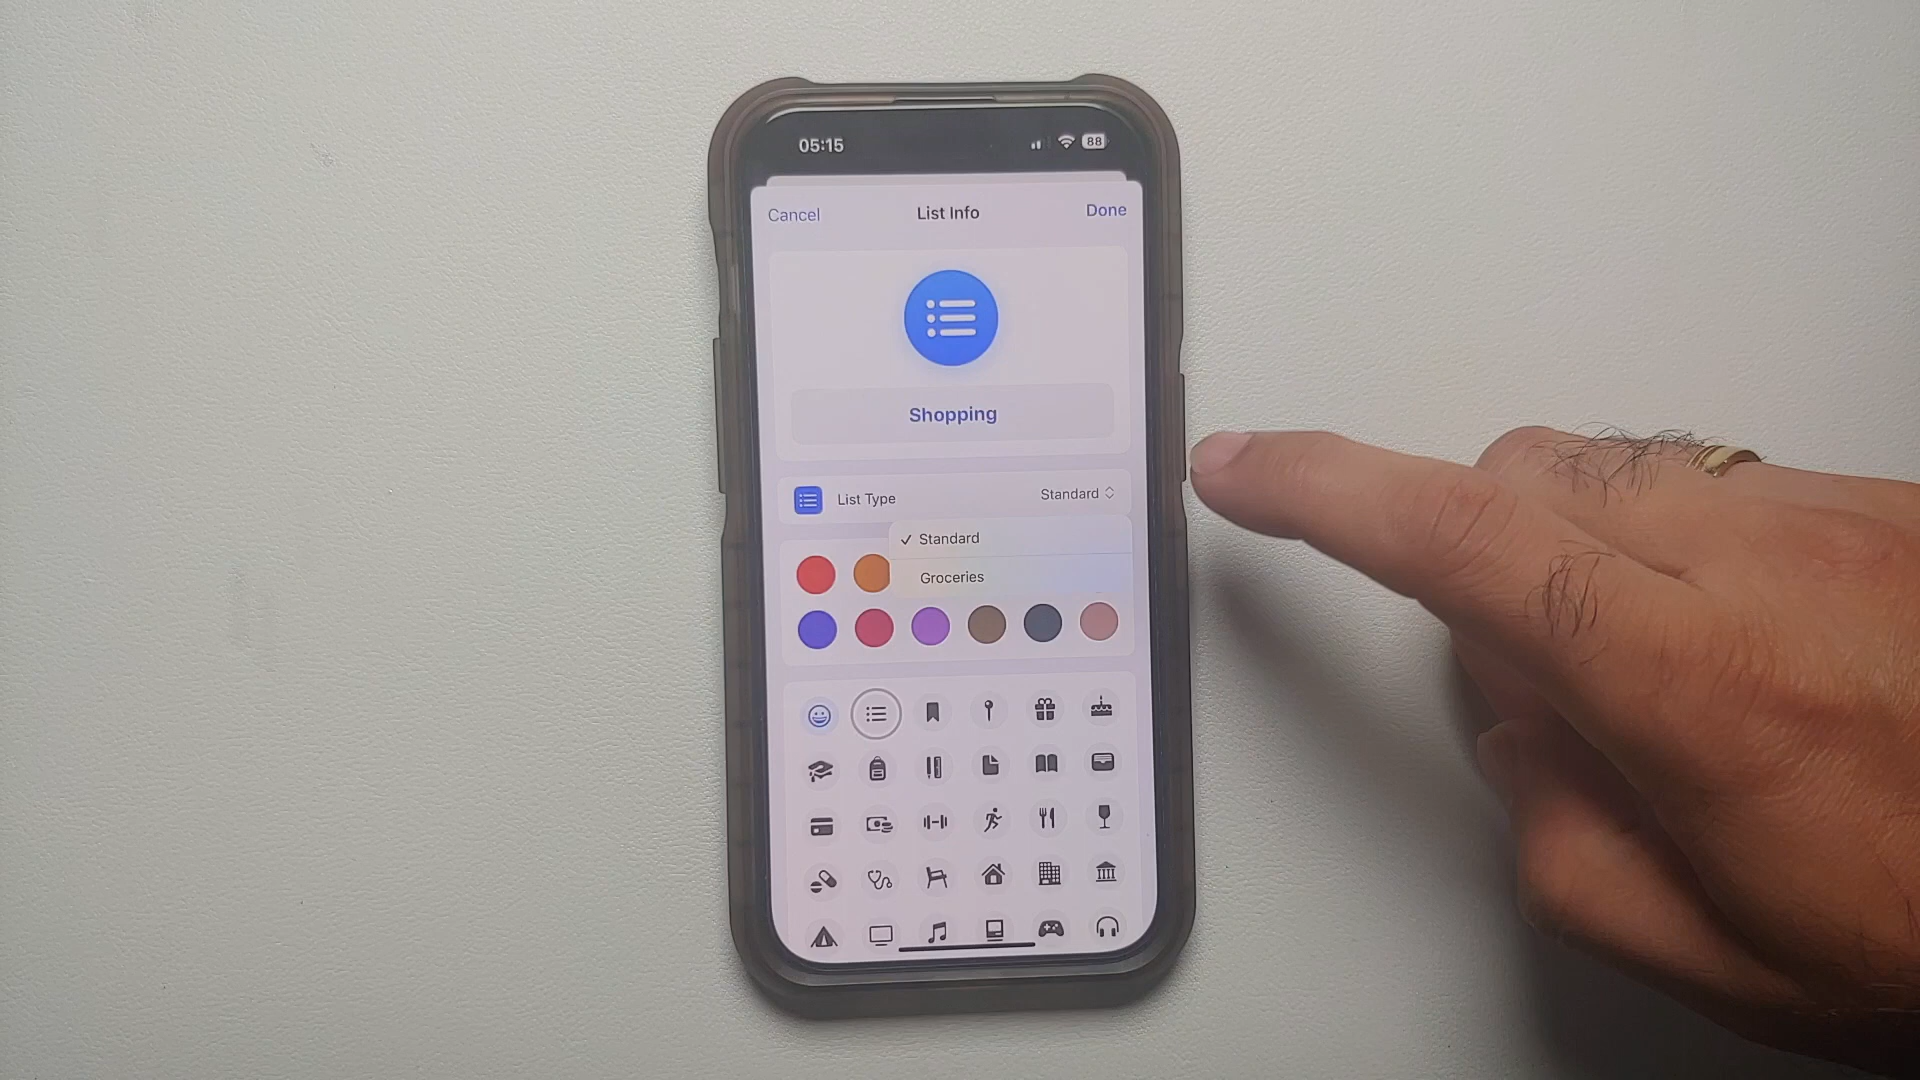 05:15
88
Cancel
List Info
Done
Shopping
List Type
Standard
Standard
Groceries